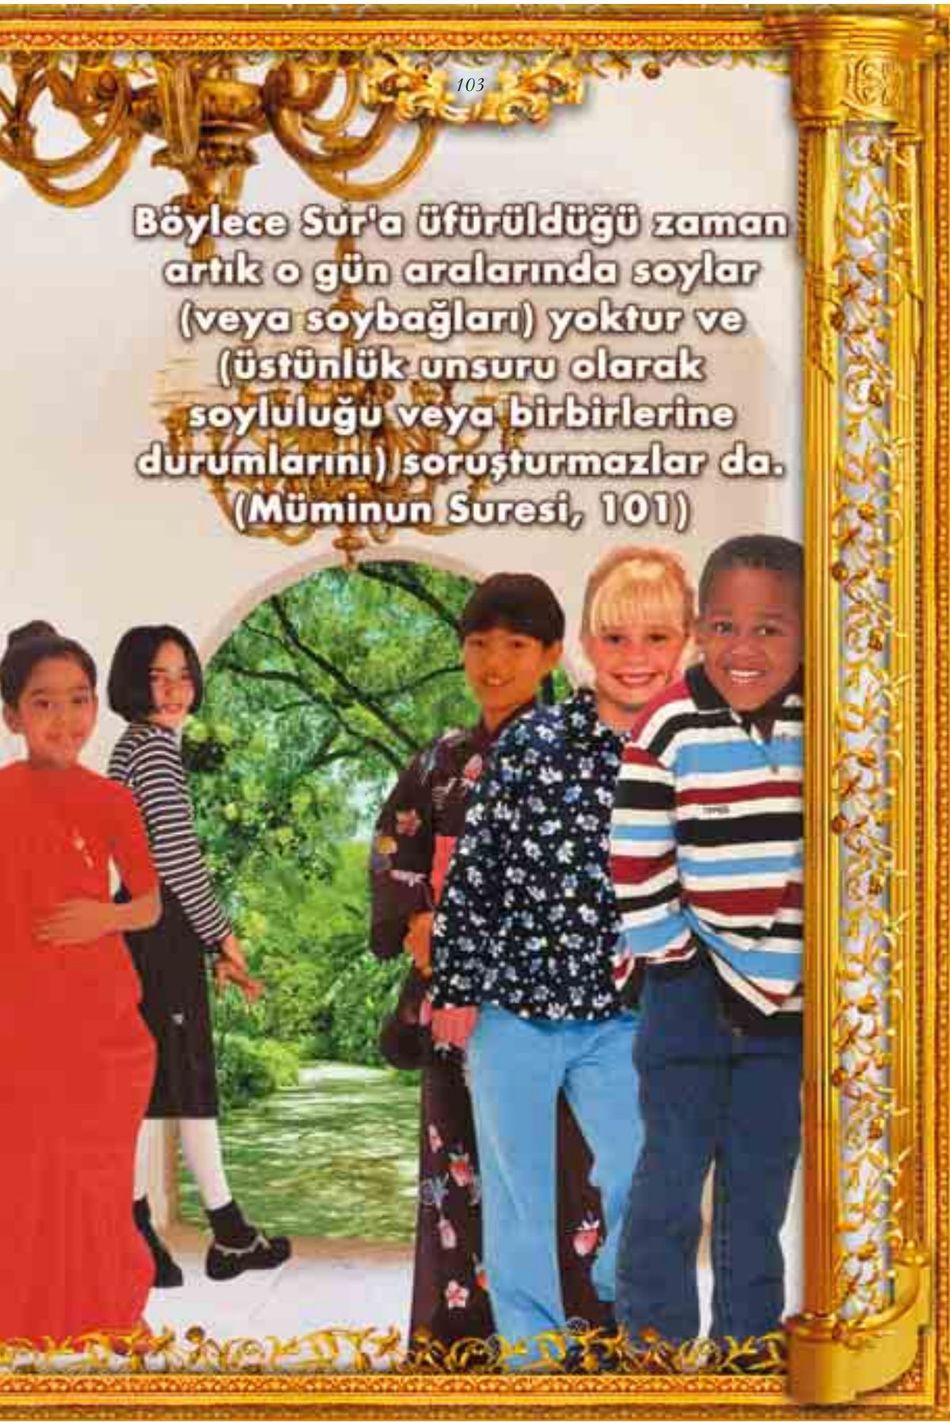 103
Böylece Sur'a üfürüldüğü zaman
artık o gün aralarında soylar
(veya soybağları) yoktur ve
(üstünlük unsuru olarak
soyluluğu veya birbirlerine
durumlarını) soruşturmazlar da.
(Müminun Suresi, 101)